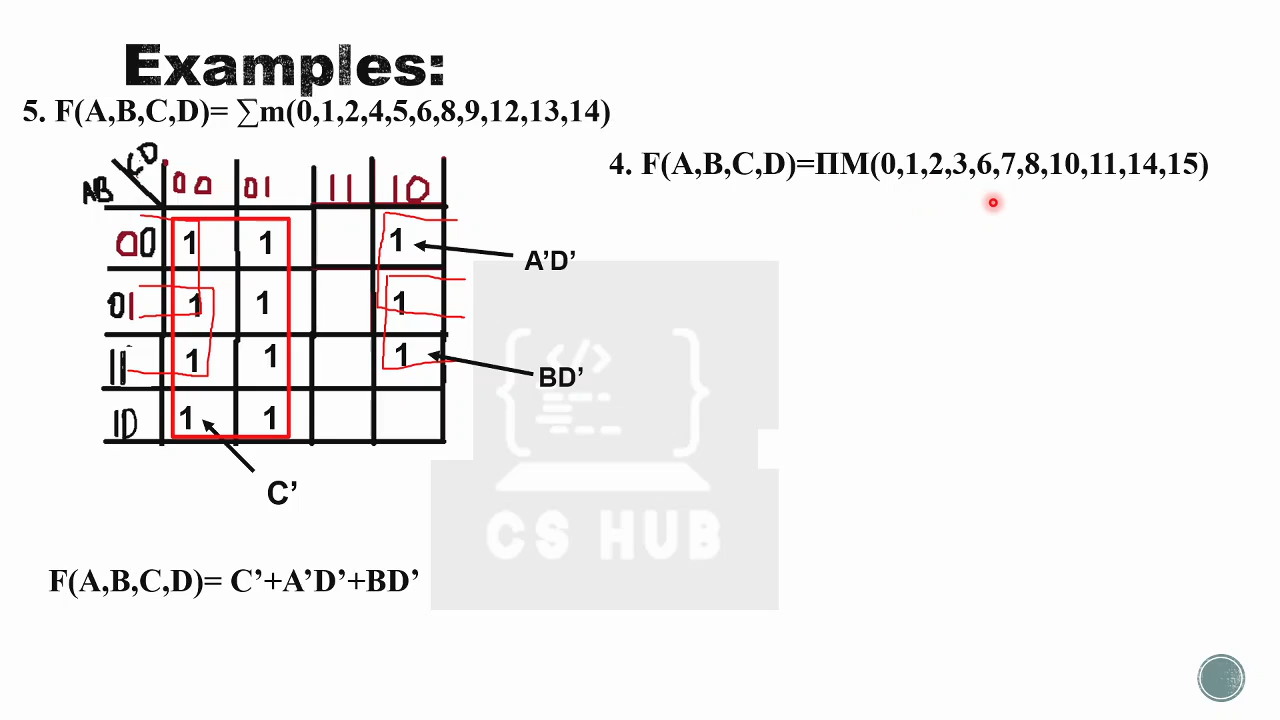 Examples:
5. F(A,B,C,D)= ∑m(0,1,2,4,5,6,8,9,12,13,14)
4. F(A,B,C,D)=ΠM(0,1,2,3,6,7,8,10,11,14,15)
CD
AB
00 01 11 10
00 1 1 1
A’D’
01 1 1 1
11 1 1 1
BD’
10 1 1
C’
</>
CS HUB
F(A,B,C,D)= C’+A’D’+BD’